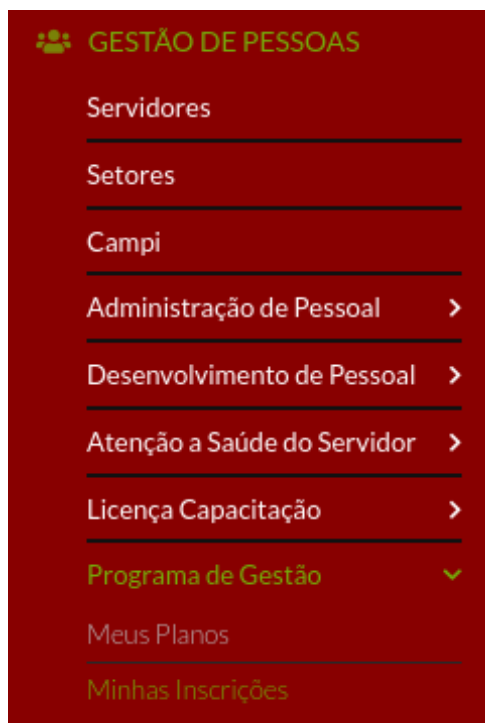 GESTÃO DE PESSOAS
Servidores
Setores
Campi
Administração de Pessoal
Desenvolvimento de Pessoal
Atenção a Saúde do Servidor
Licença Capacitação
Programa de Gestão
Meus Planos
Minhas Inscrições